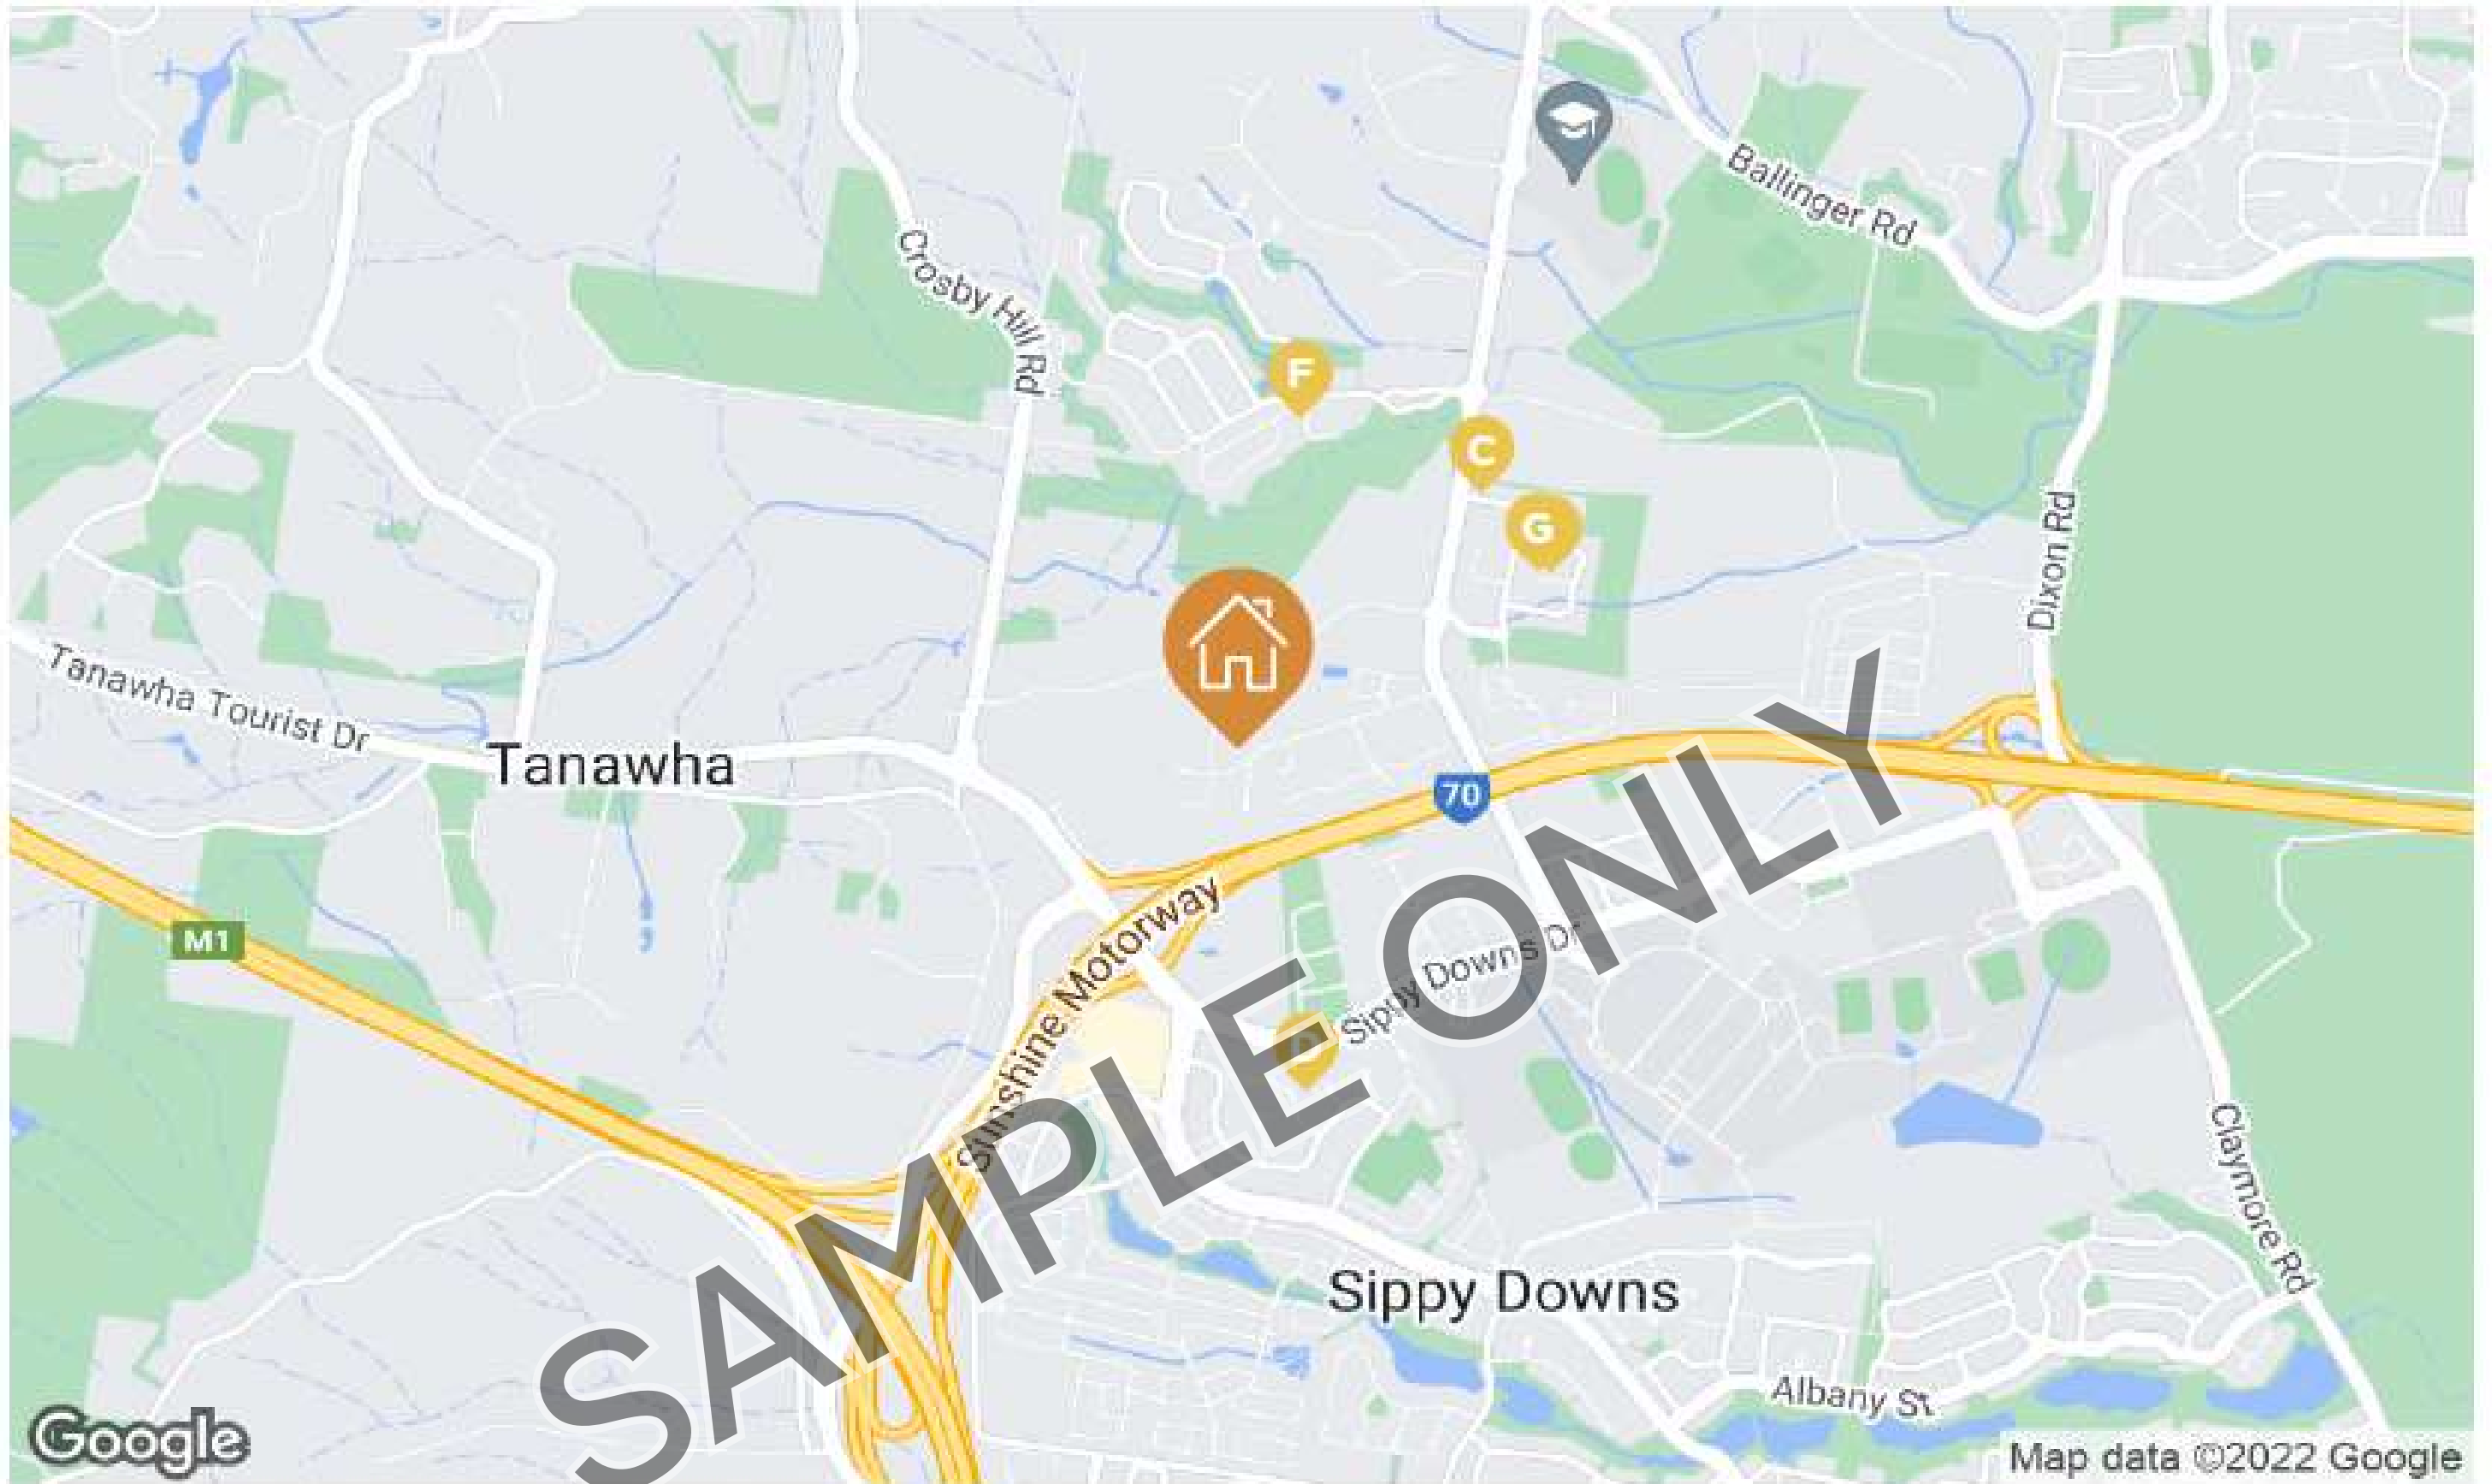 Ballinger Rd
Crosby Hill Rd
F
C
G
Dixon Rd
Tanawha Tourist Dr
Tanawha
70
M1
Sunshine Motorway
Sippy Downs Dr
D
SAMPLE ONLY
Claymore Rd
Sippy Downs
Albany St
Google
Map data ©2022 Google